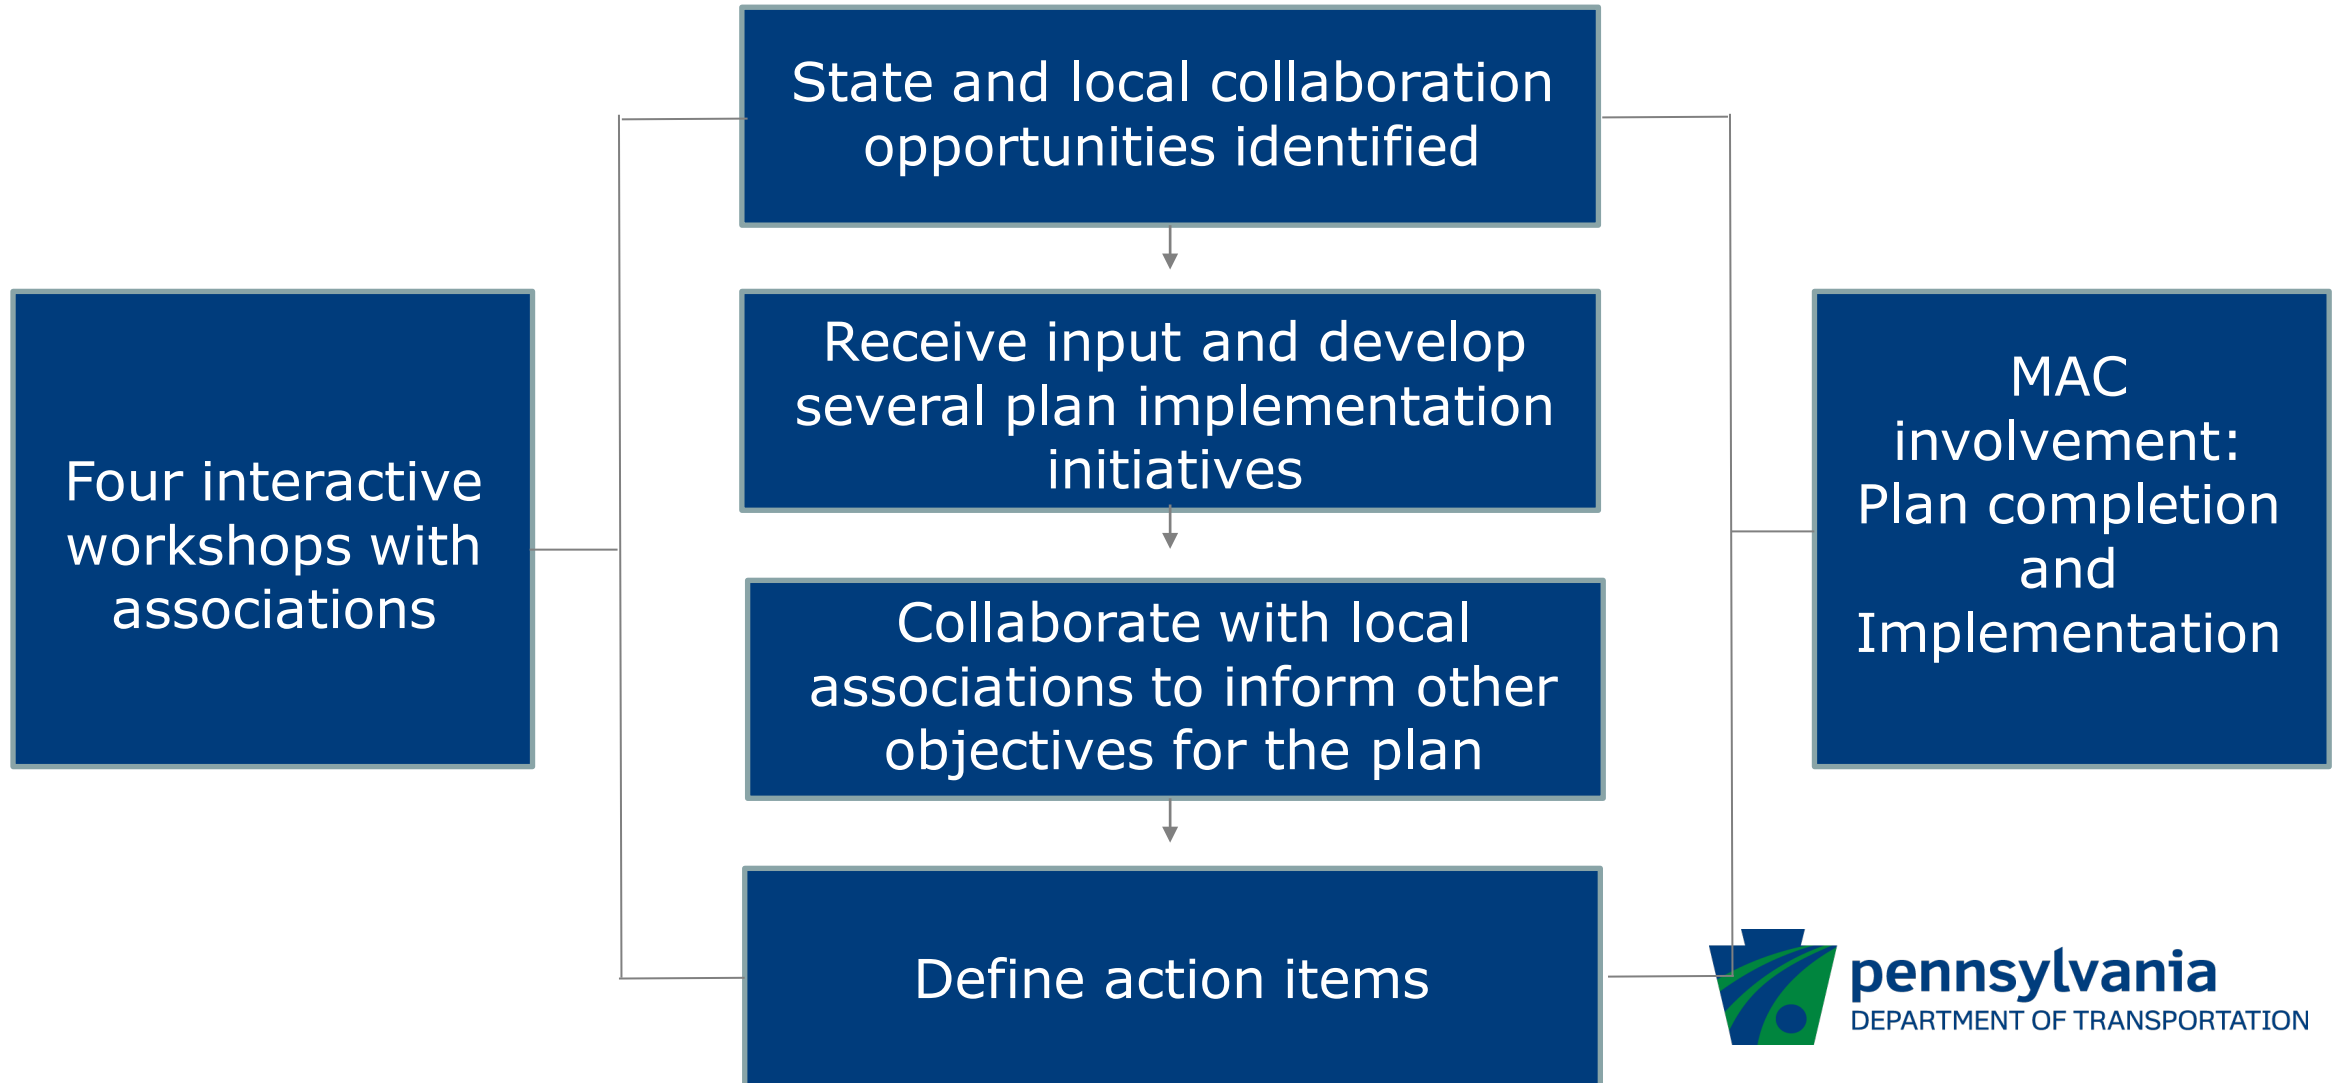 State and local collaboration
opportunities identified
Four interactive
workshops with
associations
Receive input and develop
several plan implementation
initiatives
Collaborate with local
associations to inform other
objectives for the plan
Define action items
MAC
involvement:
Plan completion
and
Implementation
pennsylvania
DEPARTMENT OF TRANSPORTATION